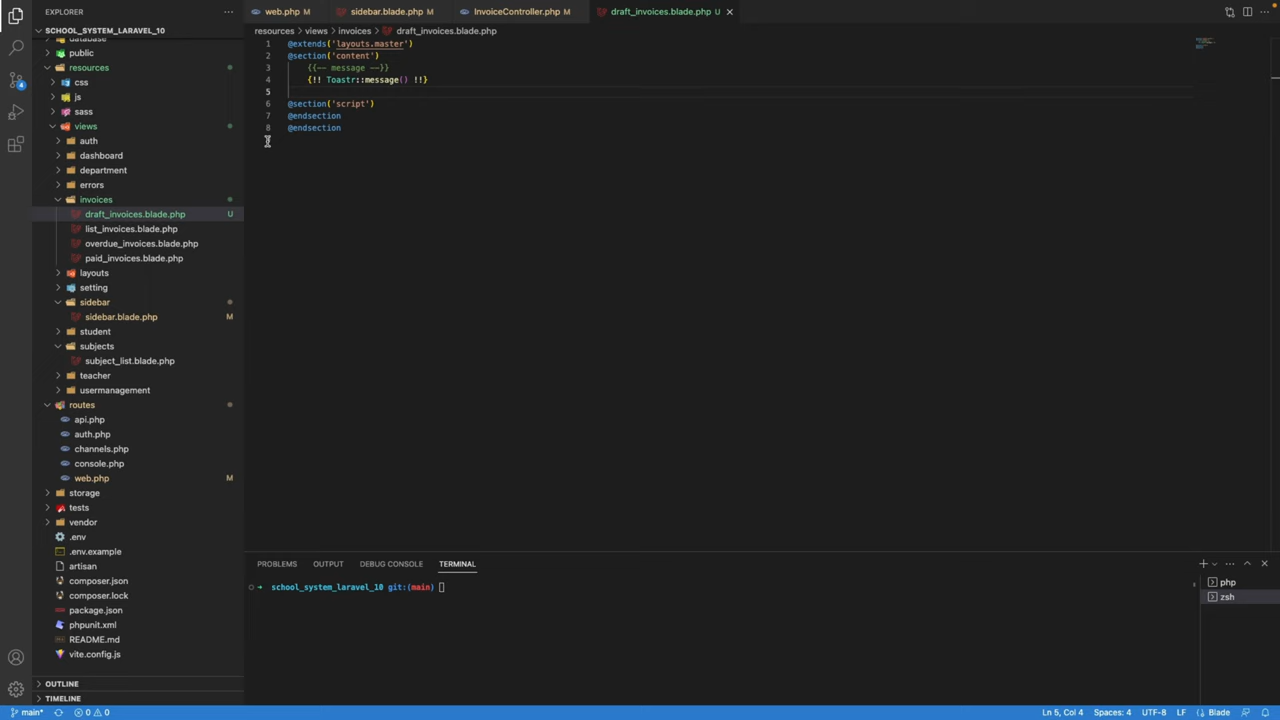 EXPLORER
web.php M
sidebar.blade.php M
InvoiceController.php M
draft_invoices.blade.php U
SCHOOL_SYSTEM_LARAVEL_10
resources > views > invoices > draft_invoices.blade.php
database
public
resources
css
js
sass
views
auth
dashboard
department
errors
invoices
draft_invoices.blade.php U
list_invoices.blade.php
overdue_invoices.blade.php
paid_invoices.blade.php
layouts
setting
sidebar
sidebar.blade.php M
student
subjects
subject_list.blade.php
teacher
usermanagement
routes
api.php
auth.php
channels.php
console.php
web.php M
storage
tests
vendor
.env
.env.example
artisan
composer.json
composer.lock
package.json
phpunit.xml
README.md
vite.config.js
OUTLINE
TIMELINE
4
1 @extends('layouts.master')
2 @section('content')
3 {{-- message --}}
4 {!! Toastr::message() !!}
5
6 @section('script')
7 @endsection
8 @endsection
PROBLEMS OUTPUT DEBUG CONSOLE TERMINAL
school_system_laravel_10 git:(main)
php
zsh
main* 0 0 Ln 5, Col 4 Spaces: 4 UTF-8 LF Blade